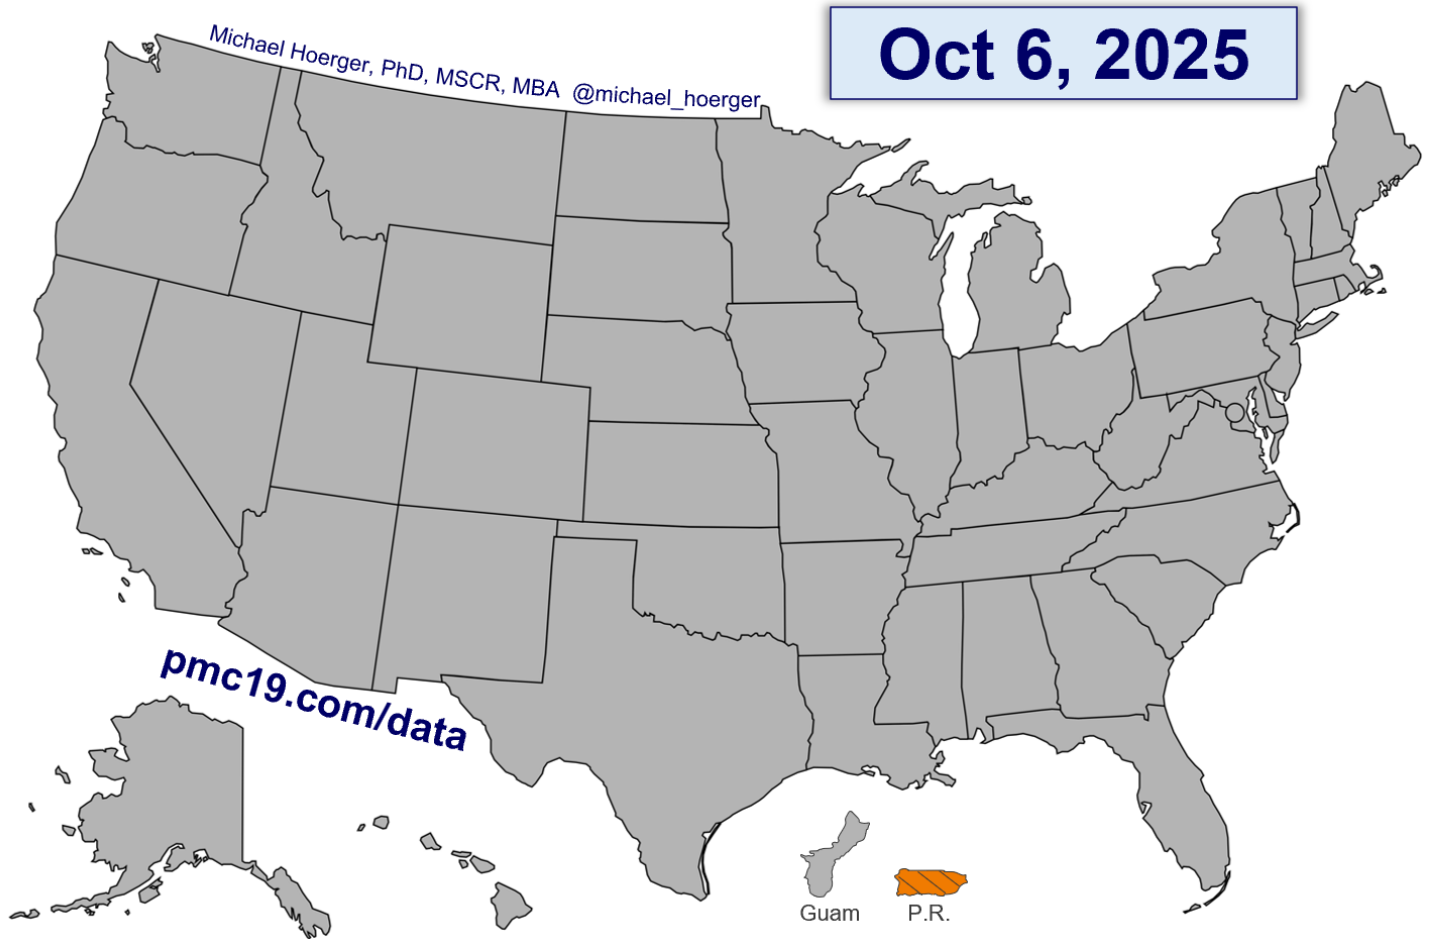 Michael Hoerger, PhD, MSCR, MBA @michael_hoerger
Oct 6, 2025
pmc19.com/data
Guam
P.R.